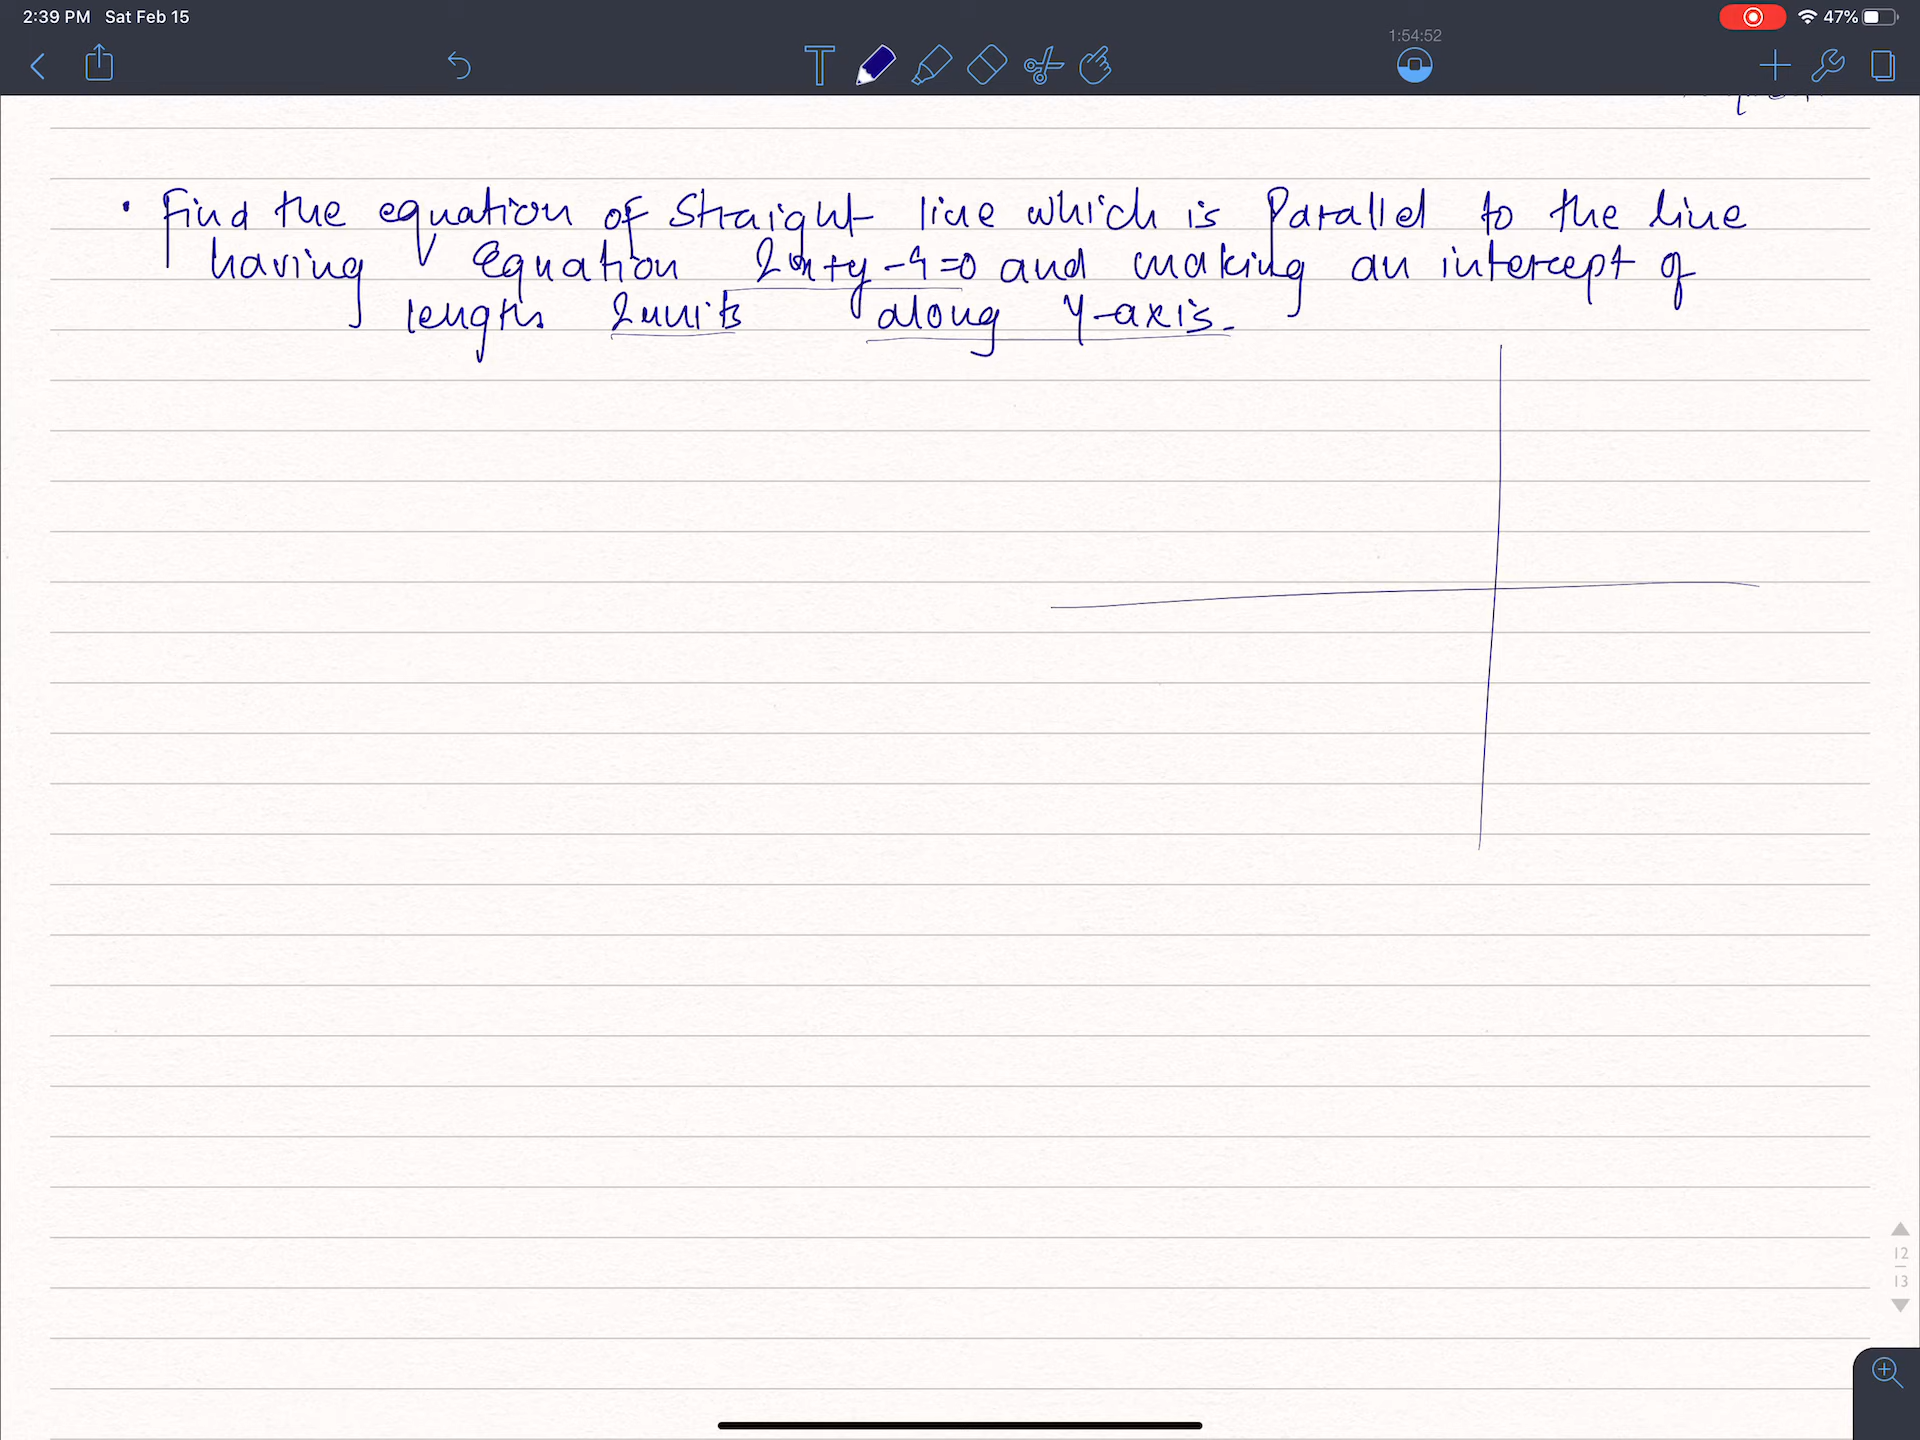 2:39 PM Sat Feb 15
47%
1:54:52
T
• Find the equation of Straight line which is Parallel to the line
having equation 2x+y-9=0 and making an intercept of
length 2units along Y-axis.
12
13